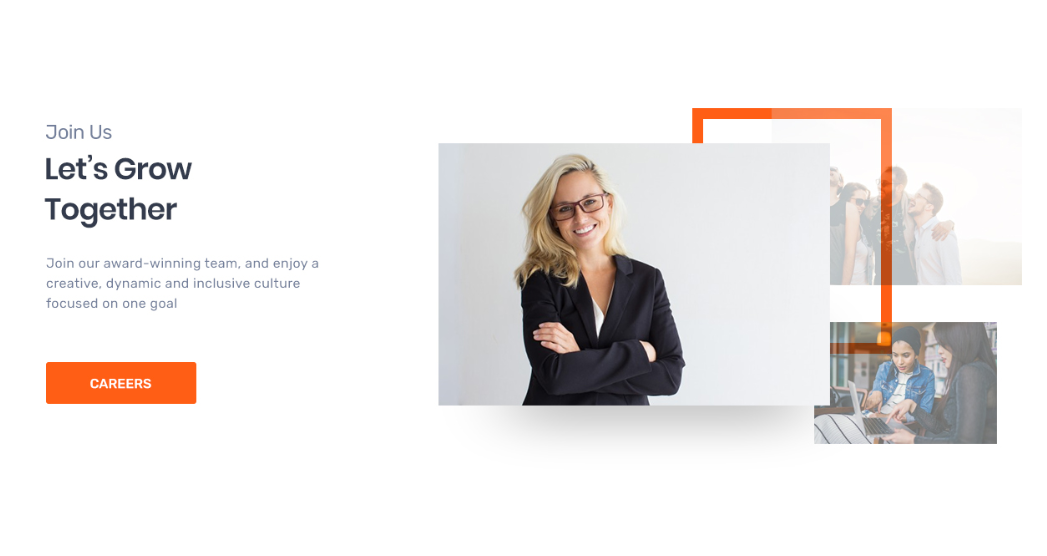 Join Us
Let’s Grow
Together
Join our award-winning team, and enjoy a
creative, dynamic and inclusive culture
focused on one goal
CAREERS